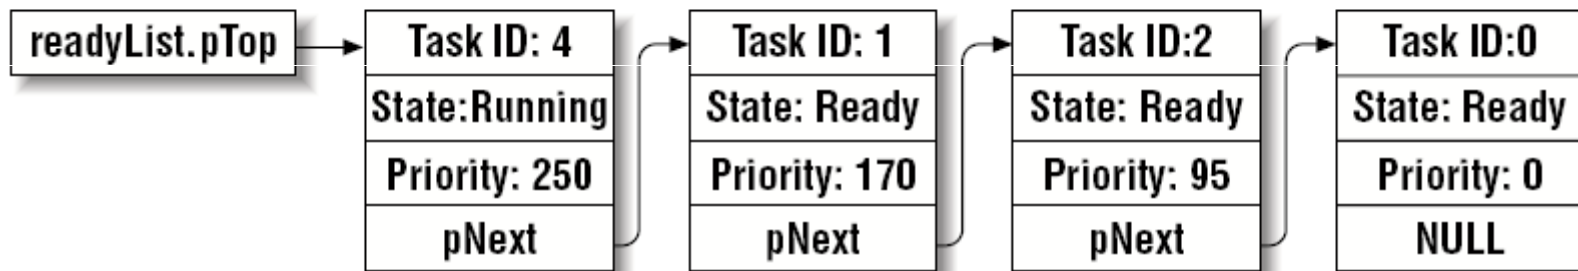 readyList.pTop
Task ID: 4
State:Running
Priority: 250
pNext
Task ID: 1
State: Ready
Priority: 170
pNext
Task ID:2
State: Ready
Priority: 95
pNext
Task ID:0
State: Ready
Priority: 0
NULL